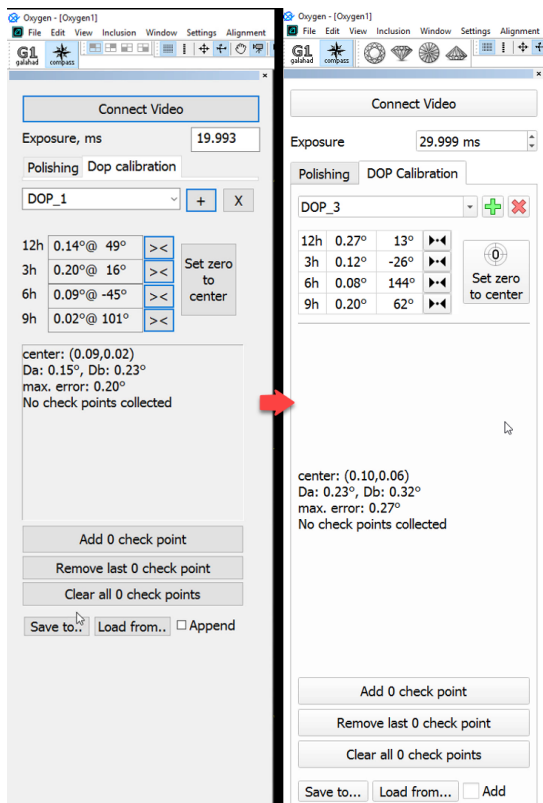 Oxygen - [Oxygen1]
File Edit View Inclusion Window Settings Alignment
G1
galahad
compass
×
Connect Video
Exposure, ms 19.993
Polishing Dop calibration
DOP_1 + X
12h 0.14°@ 49° ><
3h 0.20°@ 16° ><
6h 0.09°@ -45° ><
9h 0.02°@ 101° ><
Set zero
to
center
center: (0.09,0.02)
Da: 0.15°, Db: 0.23°
max. error: 0.20°
No check points collected
Add 0 check point
Remove last 0 check point
Clear all 0 check points
Save to.. Load from.. Append
Oxygen - [Oxygen1]
File Edit View Inclusion Window Settings Alignment
G1
galahad
compass
×
Connect Video
Exposure 29.999 ms
Polishing DOP Calibration
DOP_3
12h 0.27° 13°
3h 0.12° -26°
6h 0.08° 144°
9h 0.20° 62°
0
Set zero
to center
center: (0.10,0.06)
Da: 0.23°, Db: 0.32°
max. error: 0.27°
No check points collected
Add 0 check point
Remove last 0 check point
Clear all 0 check points
Save to... Load from... Add